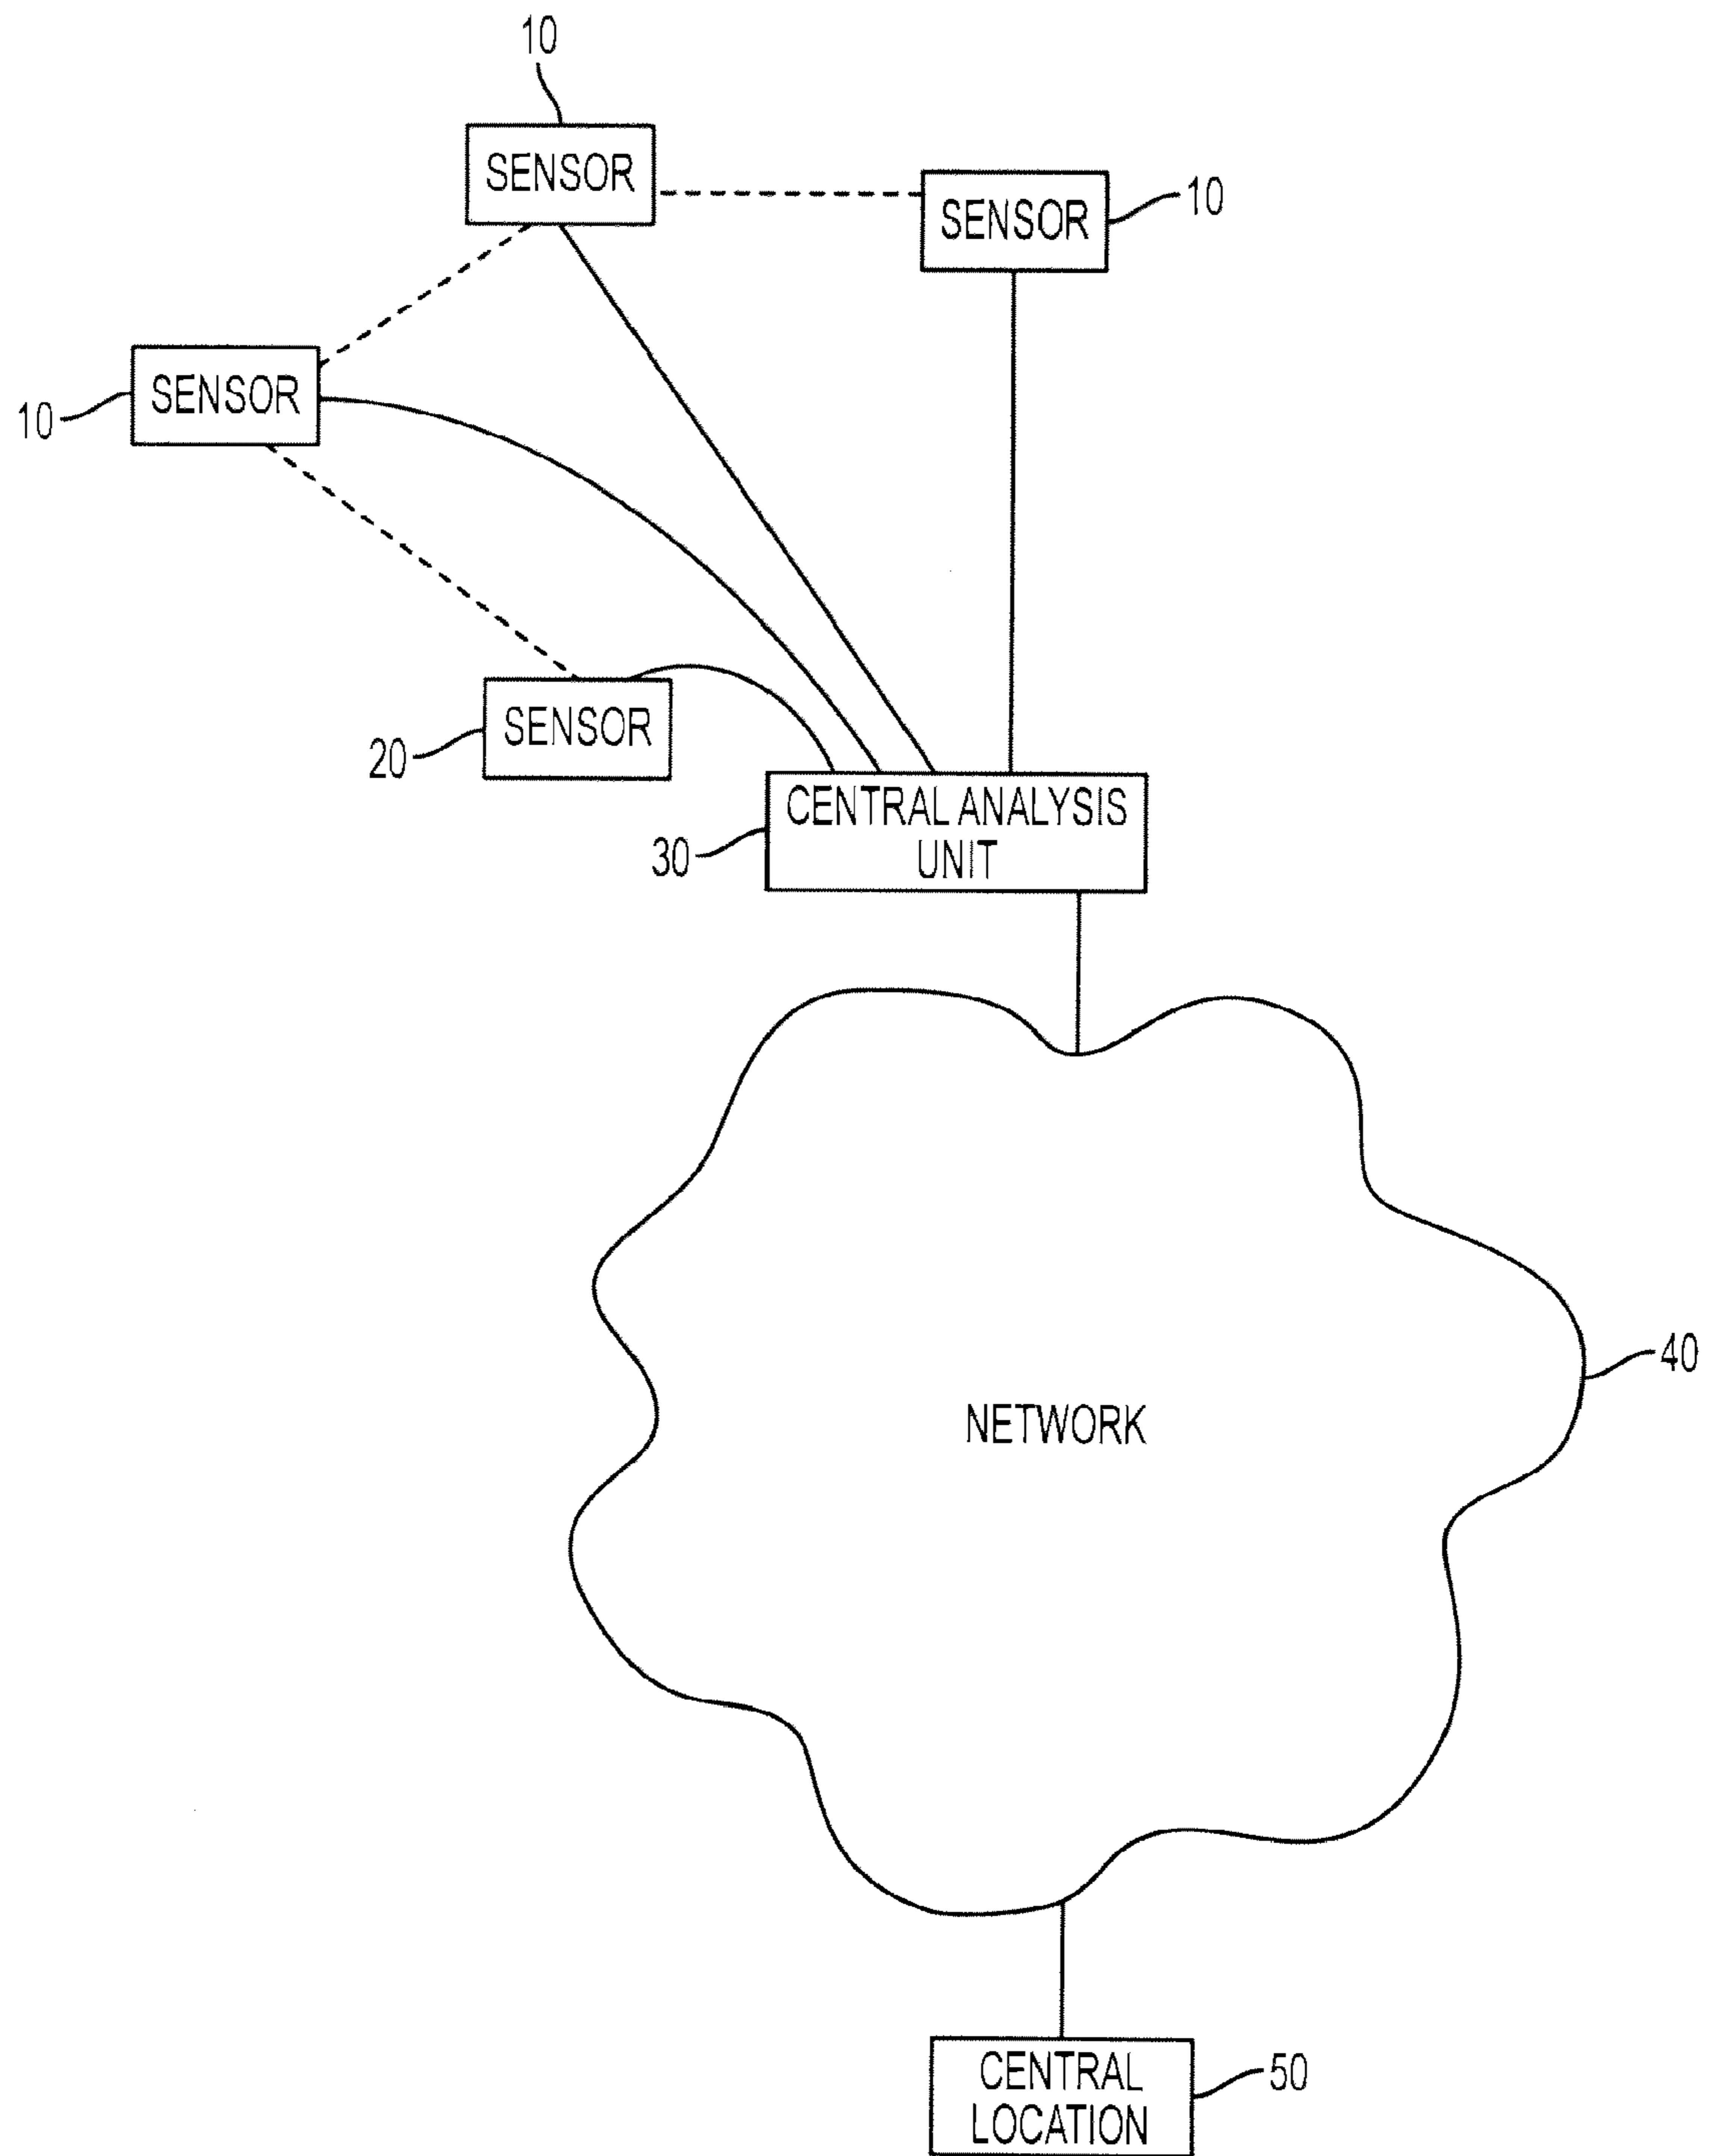 10
SENSOR
SENSOR
10
SENSOR
10
SENSOR
20
CENTRAL ANALYSIS
UNIT
30
NETWORK
40
CENTRAL
LOCATION
50